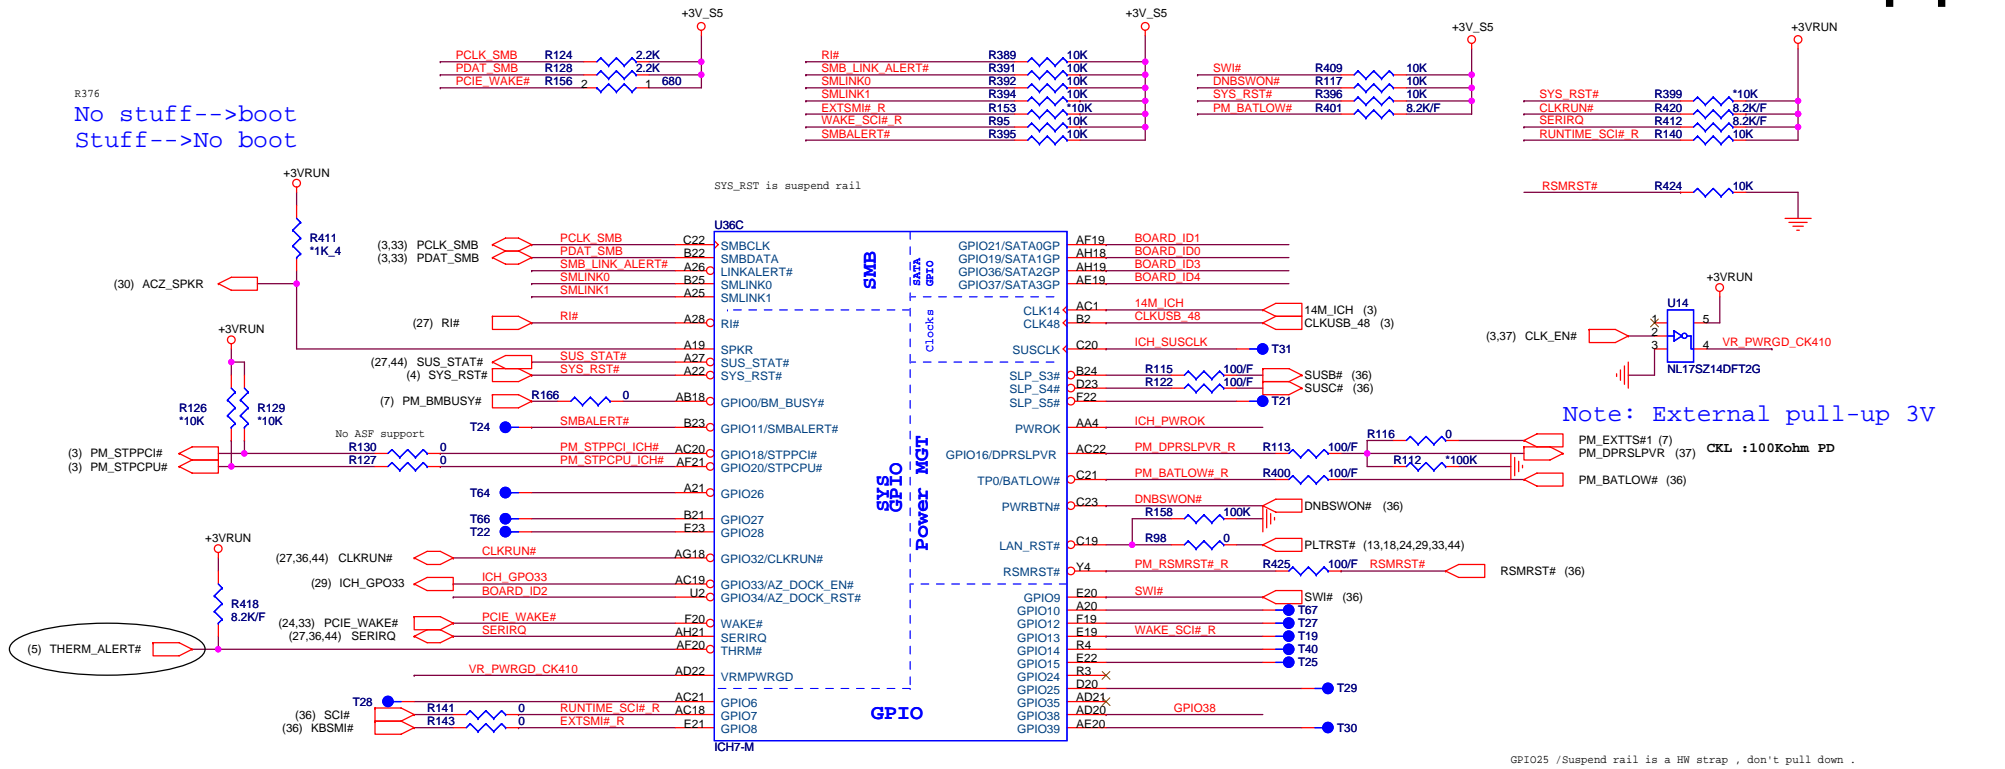 +3V_S5
PCLK_SMB R124 2.2K
PDAT_SMB R128 2.2K
PCIE_WAKE# R156 2 1 680
+3V_S5
RI# R389 10K
SMB_LINK_ALERT# R391 10K
SMLINK0 R392 10K
SMLINK1 R394 10K
EXTSMI#_R R153 *10K
WAKE_SCI#_R R95 10K
SMBALERT# R395 10K
+3V_S5
SWI# R409 10K
DNBSWON# R117 10K
SYS_RST# R396 10K
PM_BATLOW# R401 8.2K/F
+3VRUN
SYS_RST# R399 *10K
CLKRUN# R420 8.2K/F
SERIRQ R412 8.2K/F
RUNTIME_SCI#_R R140 10K
RSMRST# R424 10K
R376
No stuff-->boot
Stuff-->No boot
SYS_RST is suspend rail
+3VRUN
R411
*1K_4
(30) ACZ_SPKR
+3VRUN
R126
*10K
R129
*10K
No ASF support
+3VRUN
R418
8.2K/F
U36C
(3,33) PCLK_SMB PCLK_SMB C22 SMBCLK
(3,33) PDAT_SMB PDAT_SMB B22 SMBDATA
SMB_LINK_ALERT# A26 LINKALERT#
SMLINK0 B25 SMLINK0
SMLINK1 A25 SMLINK1
(27) RI# RI# A28 RI#
A19 SPKR
(27,44) SUS_STAT# SUS_STAT# A27 SUS_STAT#
(4) SYS_RST# SYS_RST# A22 SYS_RST#
(7) PM_BMBUSY# R166 0 AB18 GPIO0/BM_BUSY#
T24 SMBALERT# B23 GPIO11/SMBALERT#
(3) PM_STPPCI# R130 0 PM_STPPCI_ICH# AC20 GPIO18/STPPCI#
(3) PM_STPCPU# R127 0 PM_STPCPU_ICH# AF21 GPIO20/STPCPU#
T64 A21 GPIO26
T66 B21 GPIO27
T22 E23 GPIO28
(27,36,44) CLKRUN# CLKRUN# AG18 GPIO32/CLKRUN#
(29) ICH_GPO33 ICH_GPO33 AC19 GPIO33/AZ_DOCK_EN#
BOARD_ID2 U2 GPIO34/AZ_DOCK_RST#
(24,33) PCIE_WAKE# PCIE_WAKE# F20 WAKE#
(27,36,44) SERIRQ SERIRQ AH21 SERIRQ
(5) THERM_ALERT# AF20 THRM#
VR_PWRGD_CK410 AD22 VRMPWRGD
T28 AC21 GPIO6
(36) SCI# R141 0 RUNTIME_SCI#_R AC18 GPIO7
(36) KBSMI# R143 0 EXTSMI#_R E21 GPIO8
ICH7-M
SMB
SATA
GPIO
Clocks
SYS
GPIO
Power MGT
GPIO
GPIO21/SATA0GP AF19 BOARD_ID1
GPIO19/SATA1GP AH18 BOARD_ID0
GPIO36/SATA2GP AH19 BOARD_ID3
GPIO37/SATA3GP AE19 BOARD_ID4
CLK14 AC1 14M_ICH 14M_ICH (3)
CLK48 B2 CLKUSB_48 CLKUSB_48 (3)
SUSCLK C20 ICH_SUSCLK T31
SLP_S3# B24 R115 100/F SUSB# (36)
SLP_S4# D23 R122 100/F SUSC# (36)
SLP_S5# F22 T21
PWROK AA4 ICH_PWROK
GPIO16/DPRSLPVR AC22 PM_DPRSLPVR_R R113 100/F PM_DPRSLPVR (37)
R116 0 PM_EXTTS#1 (7)
R112 *100K
CKL :100Kohm PD
TP0/BATLOW# C21 PM_BATLOW#_R R400 100/F PM_BATLOW# (36)
PWRBTN# C23 DNBSWON# DNBSWON# (36)
R158 100K
LAN_RST# C19 R98 0 PLTRST# (13,18,24,29,33,44)
RSMRST# Y4 PM_RSMRST#_R R425 100/F RSMRST# RSMRST# (36)
GPIO9 E20 SWI# SWI# (36)
GPIO10 A20 T67
GPIO12 F19 T27
GPIO13 E19 WAKE_SCI#_R T19
GPIO14 R4 T40
GPIO15 E22 T25
GPIO24 R3
GPIO25 D20 T29
GPIO35 AD21
GPIO38 AD20 GPIO38
GPIO39 AE20 T30
+3VRUN
U14
(3,37) CLK_EN#
1
2
3
5
4 VR_PWRGD_CK410
NL17SZ14DFT2G
Note: External pull-up 3V
GPIO25 /Suspend rail is a HW strap , don't pull down .